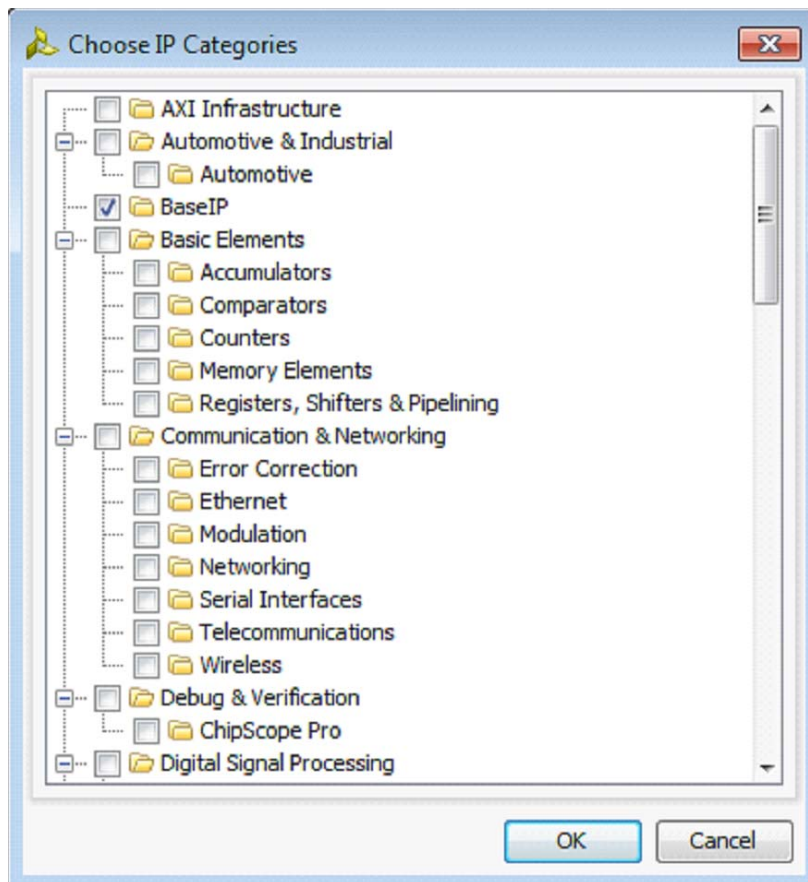 Choose IP Categories
AXI Infrastructure
Automotive & Industrial
Automotive
BaseIP
Basic Elements
Accumulators
Comparators
Counters
Memory Elements
Registers, Shifters & Pipelining
Communication & Networking
Error Correction
Ethernet
Modulation
Networking
Serial Interfaces
Telecommunications
Wireless
Debug & Verification
ChipScope Pro
Digital Signal Processing
OK Cancel